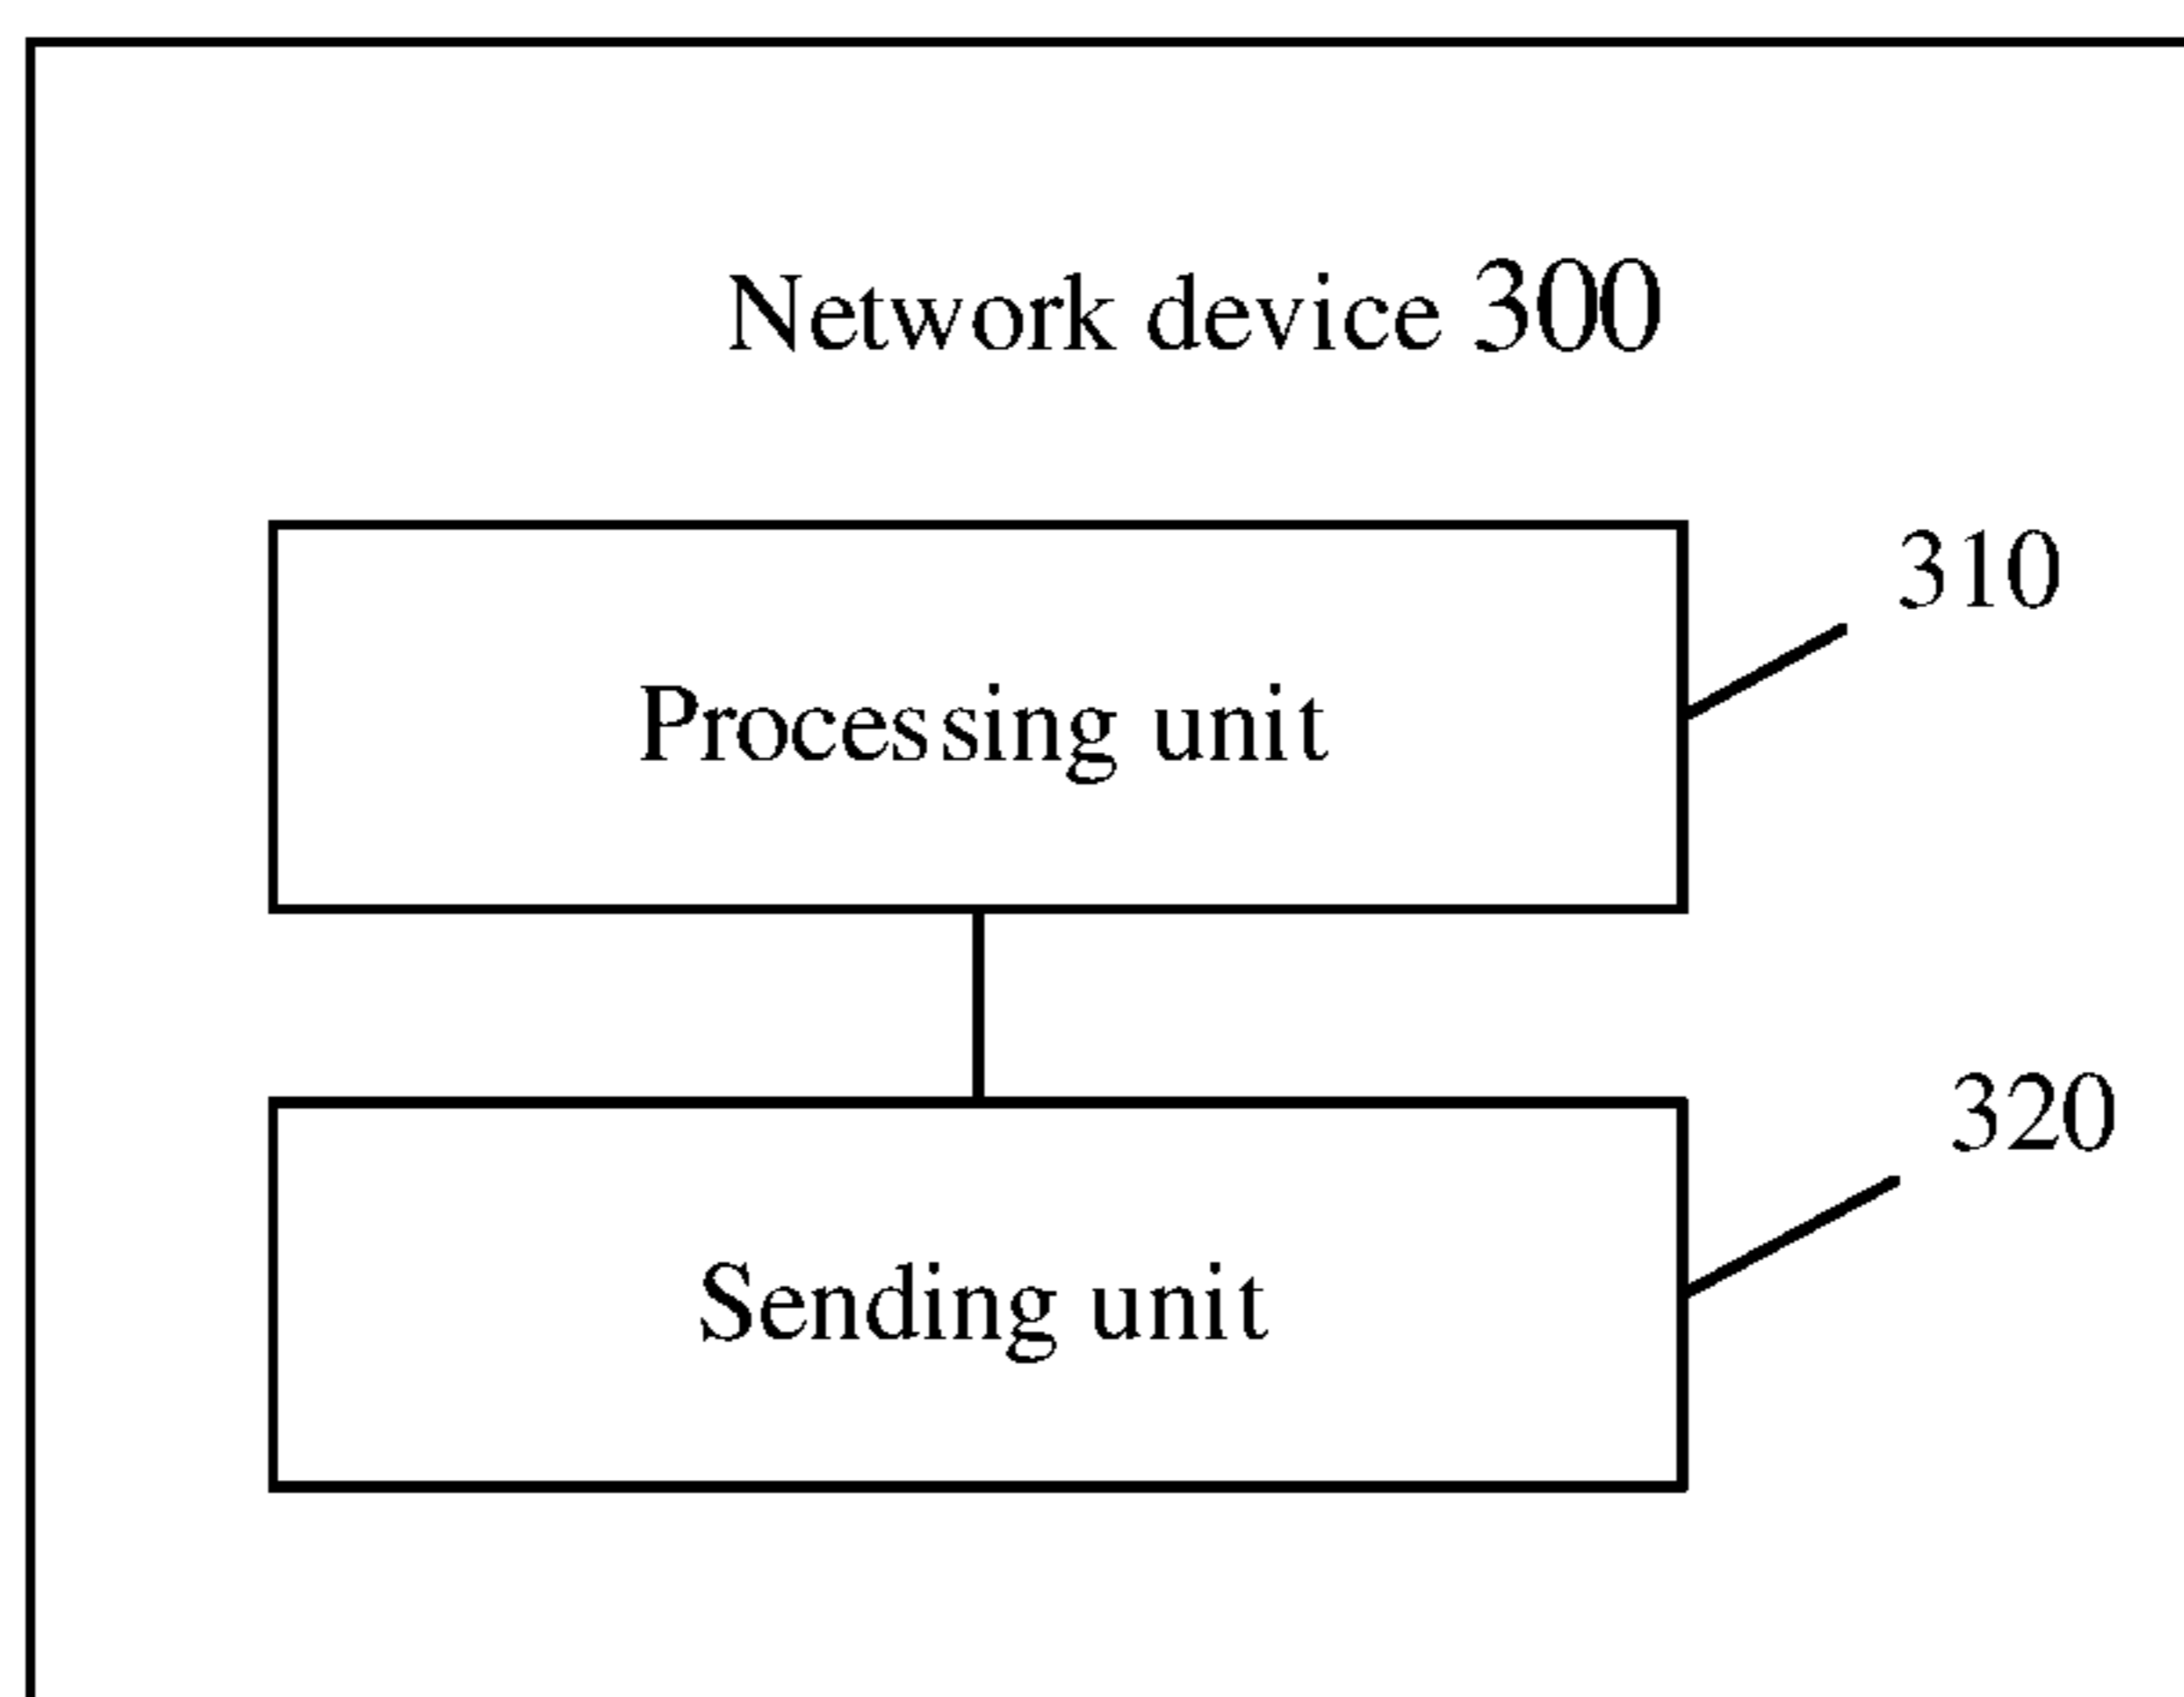 Network device 300
310
Processing unit
320
Sending unit